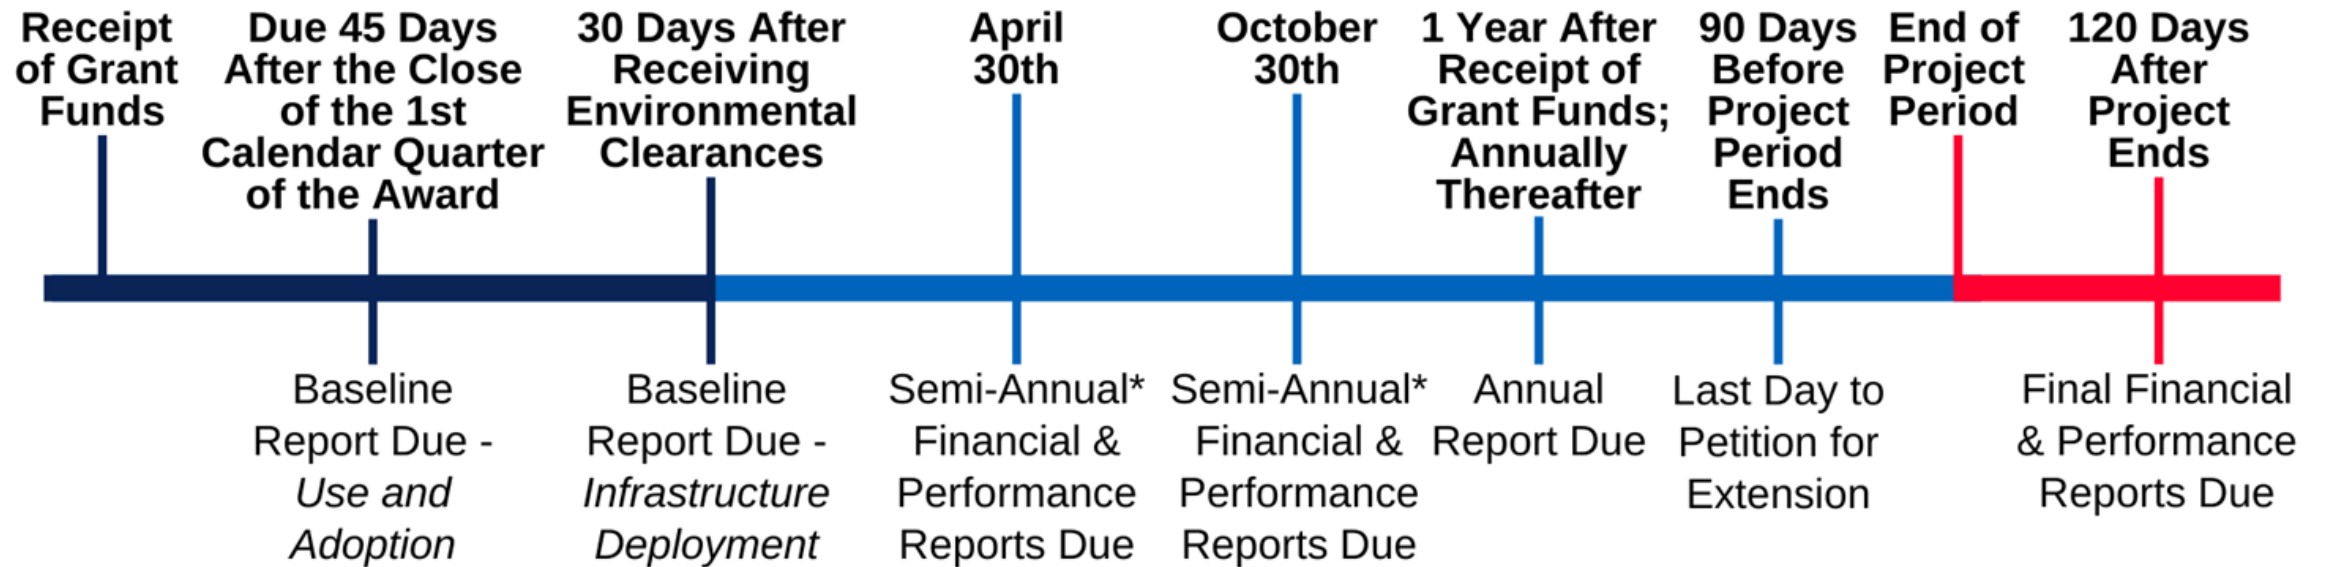 Receipt
of Grant
Funds
Due 45 Days
After the Close
of the 1st
Calendar Quarter
of the Award
30 Days After
Receiving
Environmental
Clearances
April
30th
October
30th
1 Year After
Receipt of
Grant Funds;
Annually
Thereafter
90 Days
Before
Project
Period
Ends
End of
Project
Period
120 Days
After
Project
Ends
Baseline
Report Due -
Use and
Adoption
Baseline
Report Due -
Infrastructure
Deployment
Semi-Annual*
Financial &
Performance
Reports Due
Semi-Annual*
Financial &
Performance
Reports Due
Annual
Report Due
Last Day to
Petition for
Extension
Final Financial
& Performance
Reports Due